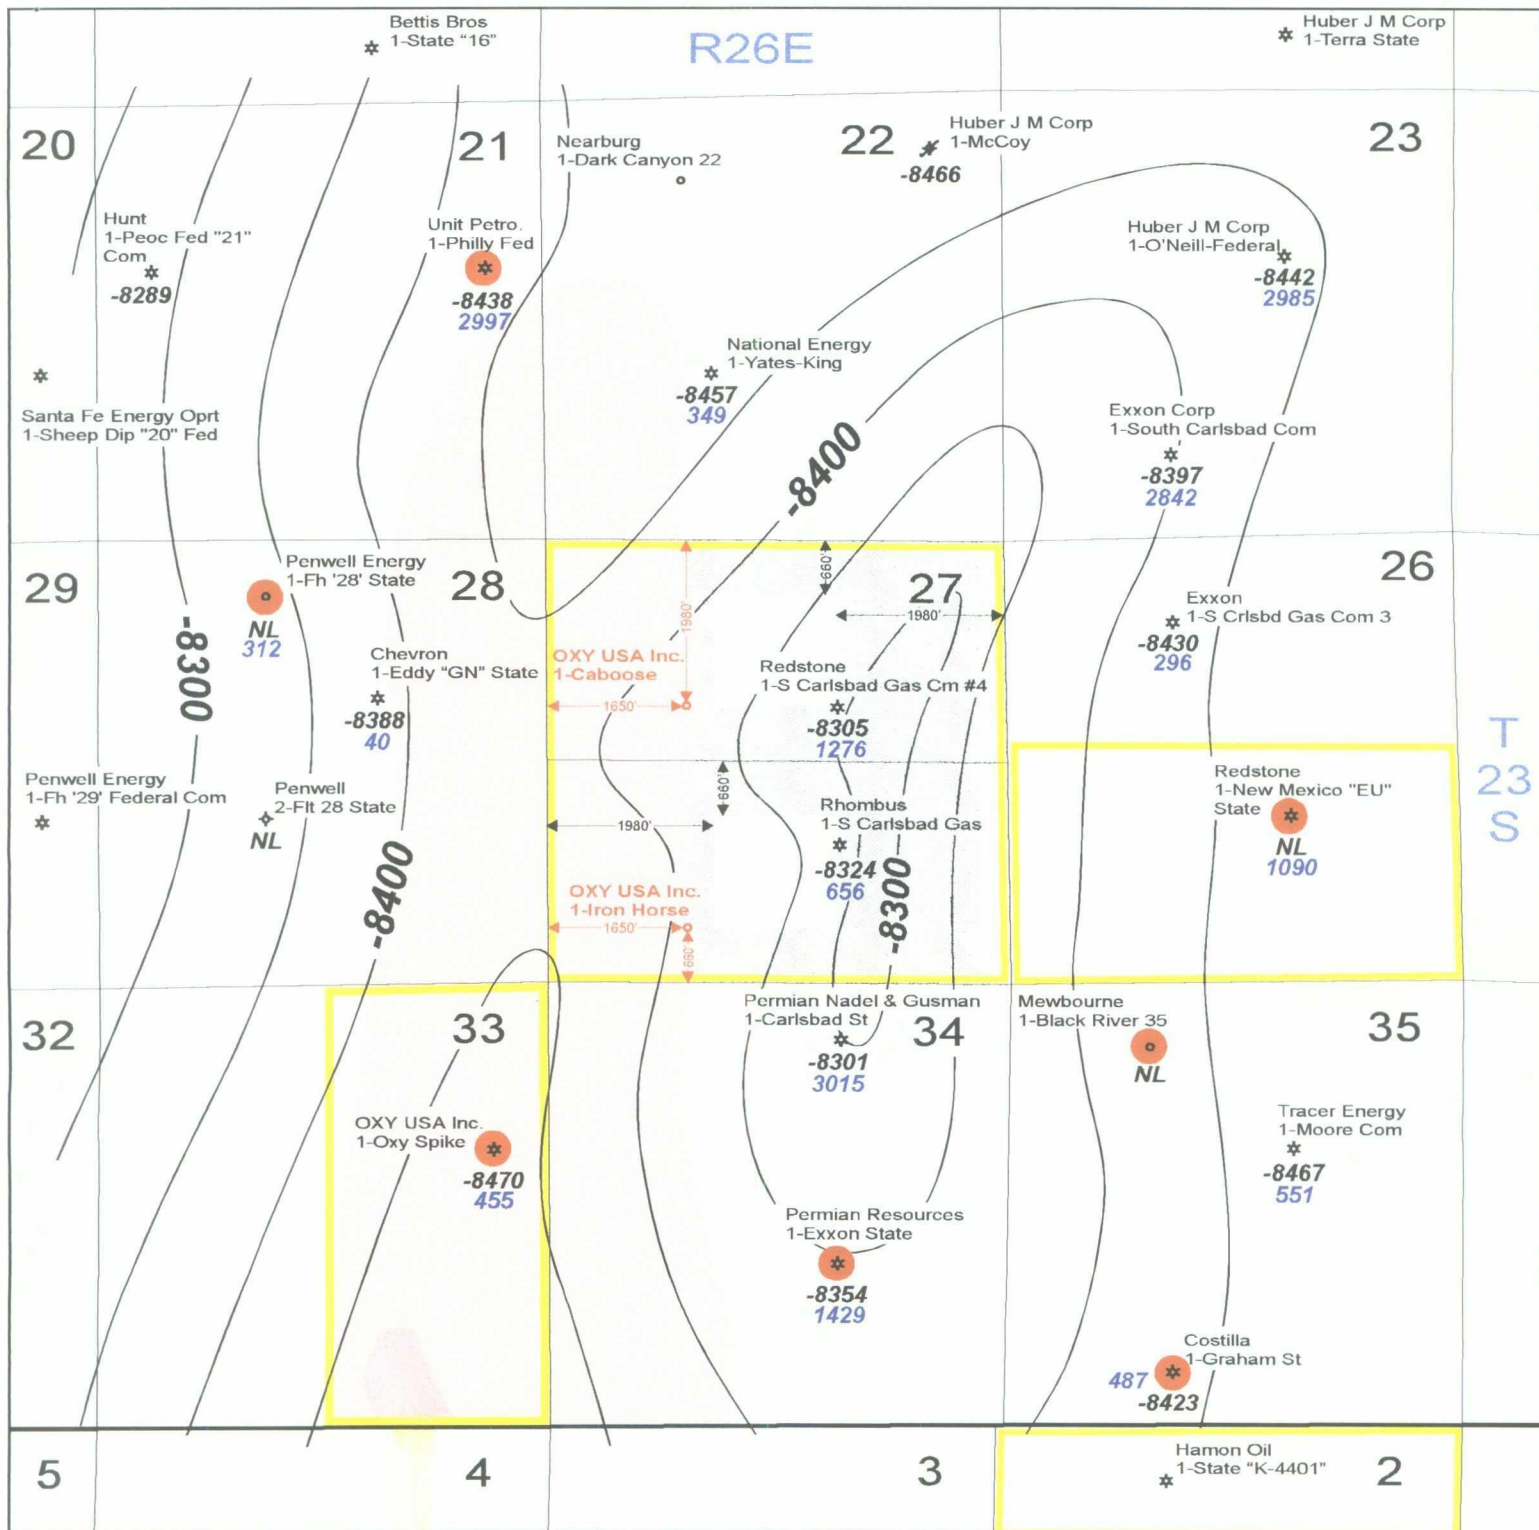 Bettis Bros
1-State "16"
R26E
Huber J M Corp
1-Terra State
20
21
Nearburg
1-Dark Canyon 22
22
Huber J M Corp
1-McCoy
-8466
23
Hunt
1-Peoc Fed "21"
Com
-8289
Unit Petro.
1-Philly Fed
-8438
2997
Huber J M Corp
1-O'Neill-Federal
-8442
2985
National Energy
1-Yates-King
-8457
349
Santa Fe Energy Oprt
1-Sheep Dip "20" Fed
-8400
Exxon Corp
1-South Carlsbad Com
-8397
2842
29
Penwell Energy
1-Fh '28' State
NL
312
28
1980'
660'
27
1980'
26
Exxon
1-S Crlsbd Gas Com 3
-8430
296
-8300
Chevron
1-Eddy "GN" State
-8388
40
OXY USA Inc.
1-Caboose
1650'
Redstone
1-S Carlsbad Gas Cm #4
-8305
1276
T
23
S
Penwell Energy
1-Fh '29' Federal Com
Penwell
2-Flt 28 State
NL
660'
1980'
Rhombus
1-S Carlsbad Gas
-8324
656
Redstone
1-New Mexico "EU"
State
NL
1090
-8400
-8300
OXY USA Inc.
1-Iron Horse
1650'
660'
32
33
Permian Nadel & Gusman
1-Carlsbad St
-8301
3015
34
Mewbourne
1-Black River 35
NL
35
OXY USA Inc.
1-Oxy Spike
-8470
455
Tracer Energy
1-Moore Com
-8467
551
Permian Resources
1-Exxon State
-8354
1429
Costilla
1-Graham St
487
-8423
5
4
3
Hamon Oil
1-State "K-4401"
2